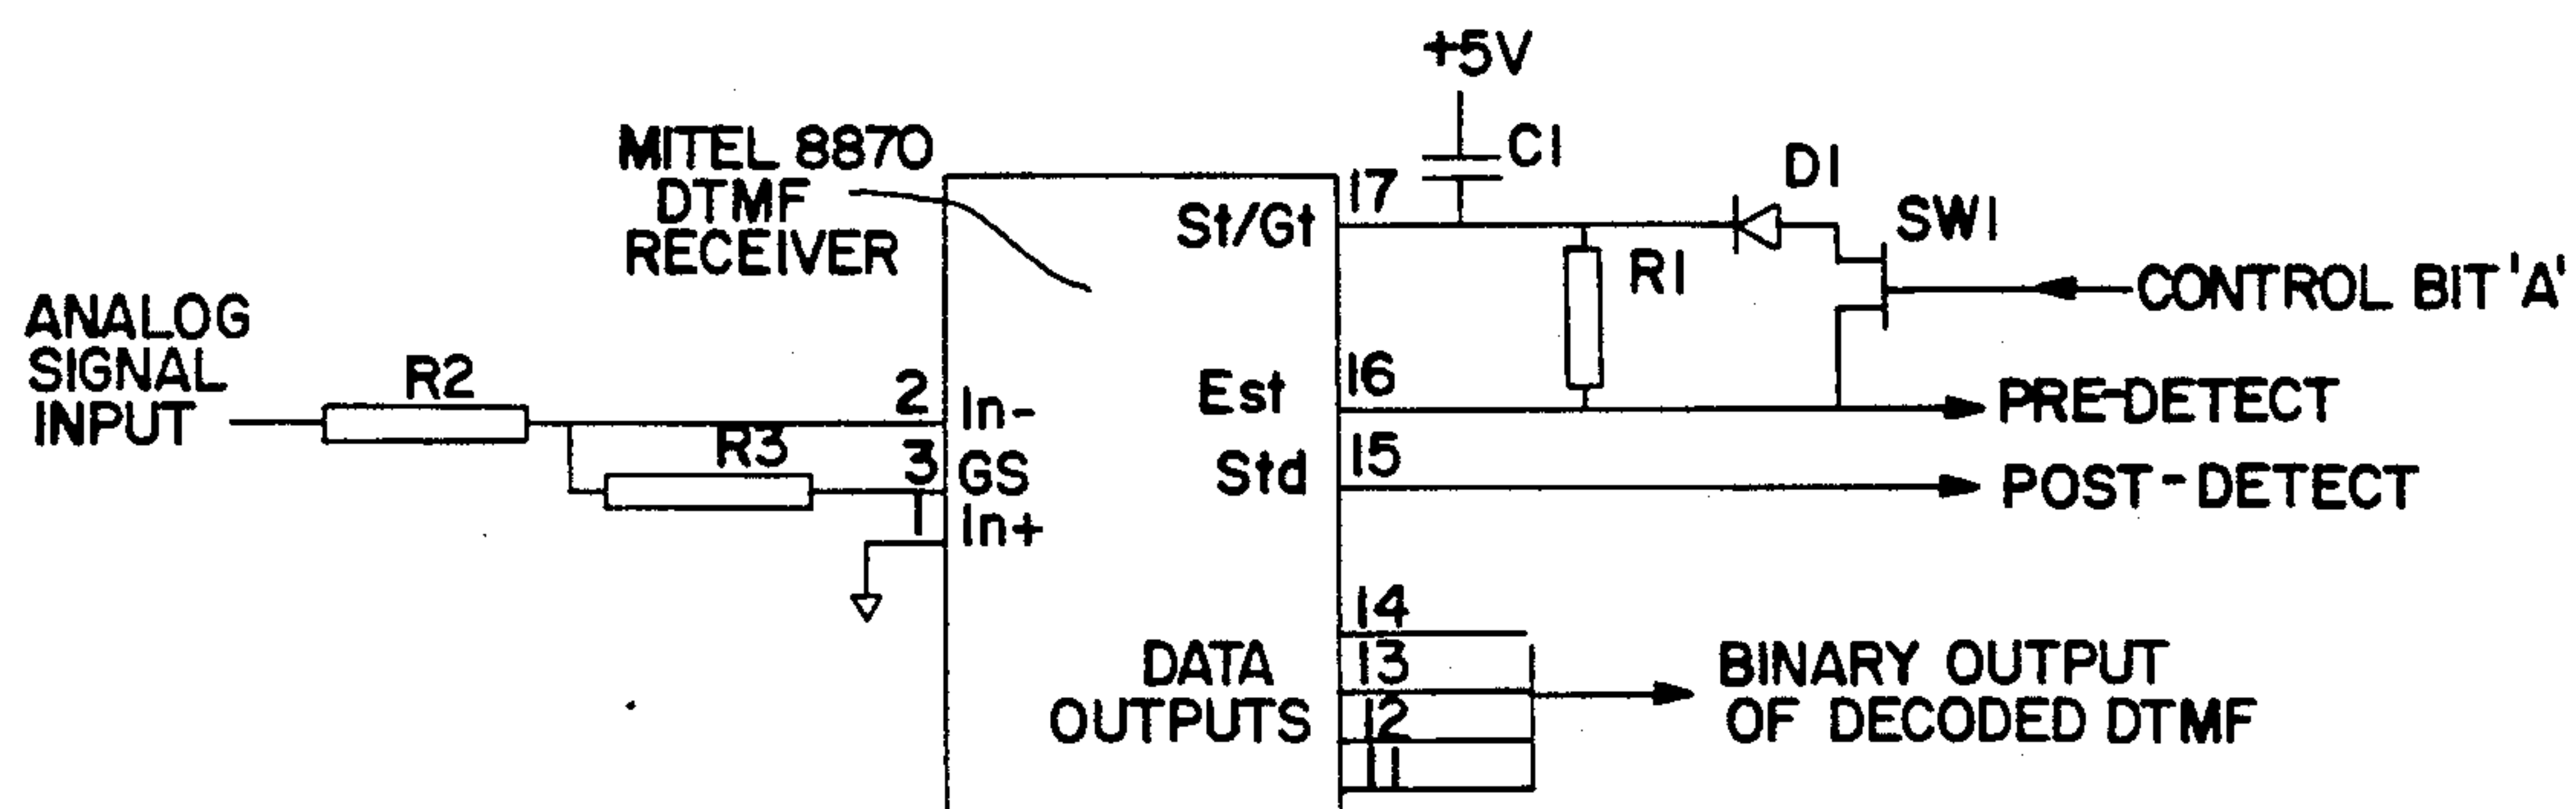 +5V
C1
MITEL 8870
DTMF
RECEIVER
17
St/Gt
D1
SW1
R1
CONTROL BIT 'A'
ANALOG
SIGNAL
INPUT
R2
2
In-
Est
16
PRE-DETECT
R3
3
GS
Std
15
POST-DETECT
1
In+
14
DATA
OUTPUTS
13
12
11
BINARY OUTPUT
OF DECODED DTMF